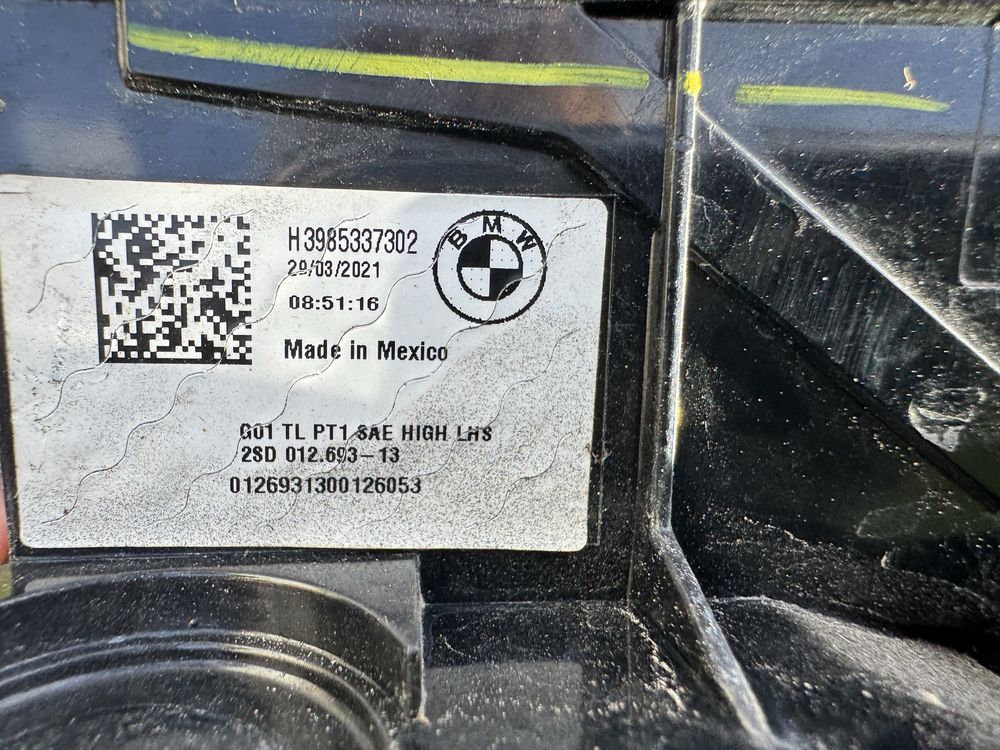 H3985337302
29/03/2021
08:51:16
BMW
Made in Mexico
G01 TL PT1 SAE HIGH LHS
2SD 012.693-13
0126931300126053